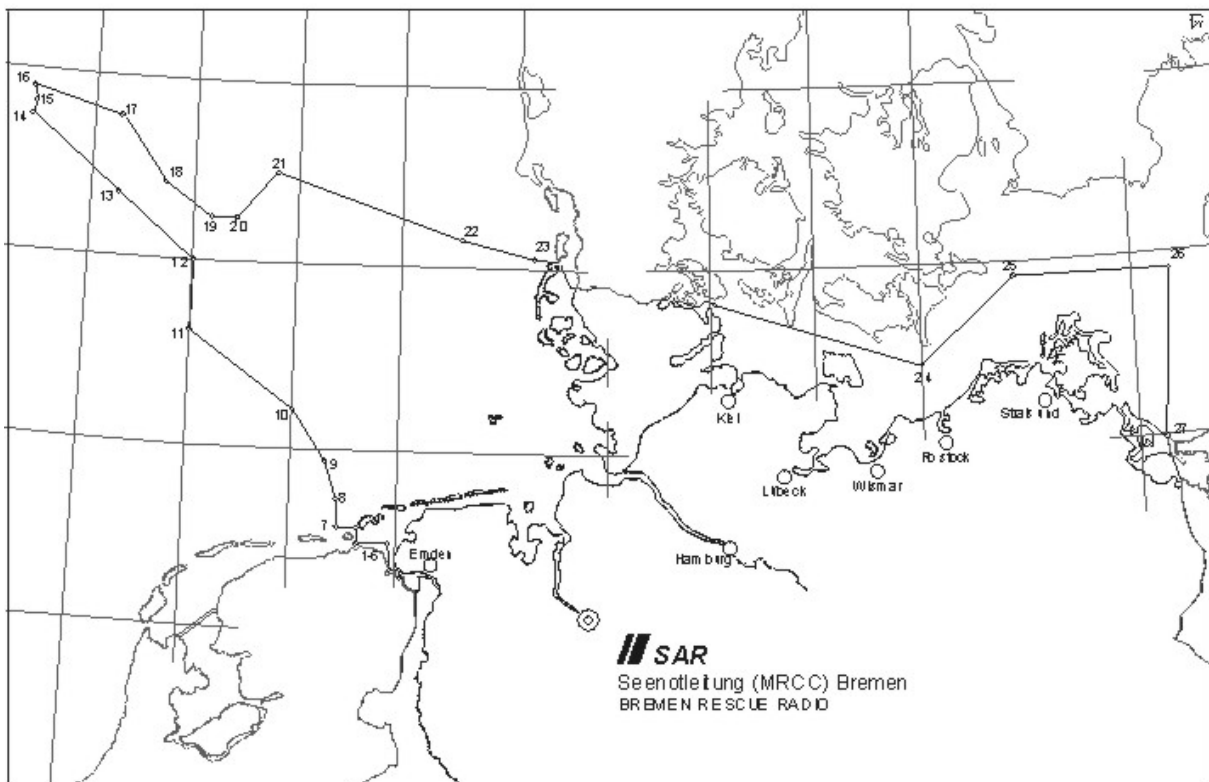 16
15
14
17
18
13
21
19
20
22
12
23
25
26
11
24
10
9
8
7
1-6
27
Kiel
Stralsund
Rostock
Lübeck
Wismar
Hamburg
Emden
SAR
Seenotleitung (MRCC) Bremen
BREMEN RESCUE RADIO